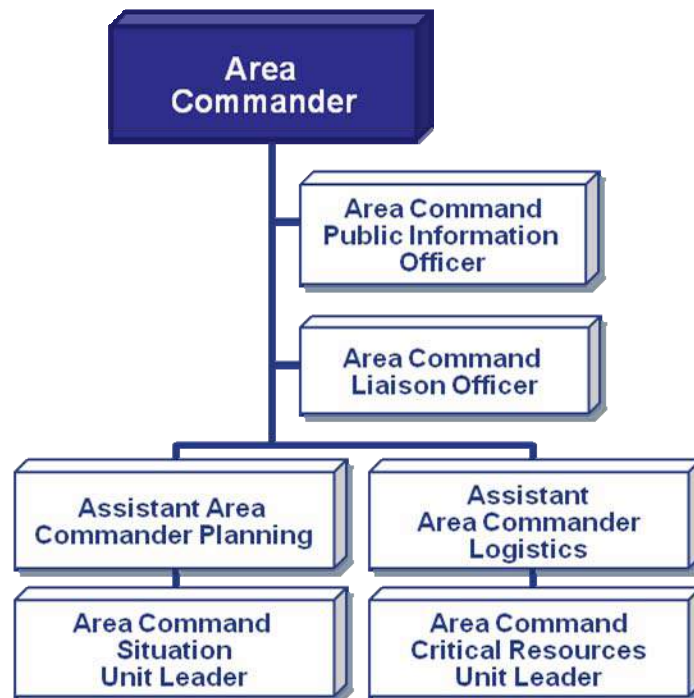 Area
Commander
Area Command
Public Information
Officer
Area Command
Liaison Officer
Assistant Area
Commander Planning
Assistant
Area Commander
Logistics
Area Command
Situation
Unit Leader
Area Command
Critical Resources
Unit Leader